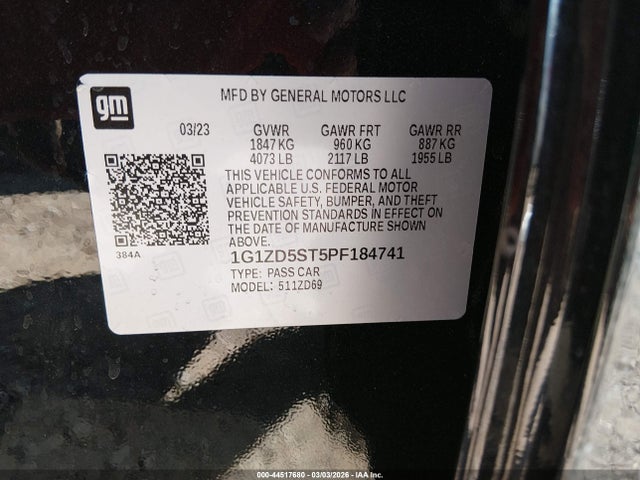 gm
MFD BY GENERAL MOTORS LLC
03/23 GVWR GAWR FRT GAWR RR
1847 KG 960 KG 887 KG
4073 LB 2117 LB 1955 LB
THIS VEHICLE CONFORMS TO ALL
APPLICABLE U.S. FEDERAL MOTOR
VEHICLE SAFETY, BUMPER, AND THEFT
PREVENTION STANDARDS IN EFFECT ON
THE DATE OF MANUFACTURE SHOWN
ABOVE.
384A
1G1ZD5ST5PF184741
TYPE: PASS CAR
MODEL: 511ZD69
000-44517680 - 03/03/2026 - IAAI.COM